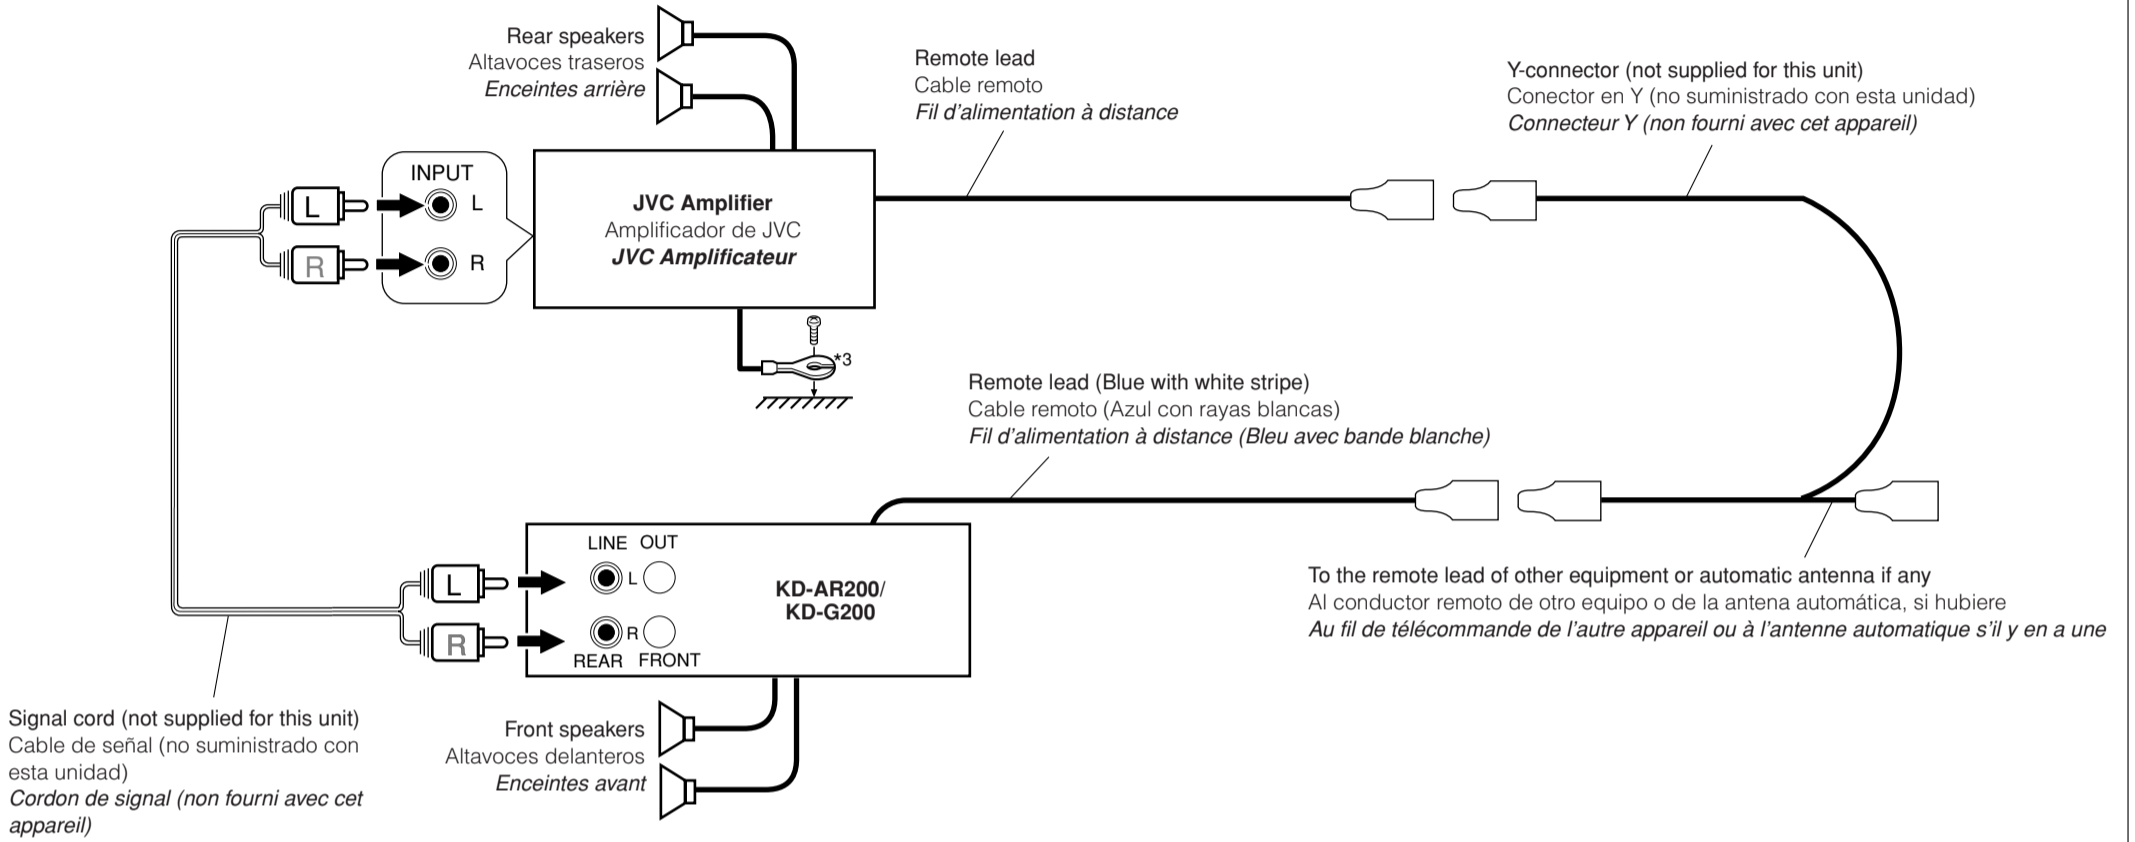 Rear speakers
Altavoces traseros
Enceintes arrière
Remote lead
Cable remoto
Fil d'alimentation à distance
Y-connector (not supplied for this unit)
Conector en Y (no suministrado con esta unidad)
Connecteur Y (non fourni avec cet appareil)
INPUT
L
L
R
R
JVC Amplifier
Amplificador de JVC
JVC Amplificateur
*3
Remote lead (Blue with white stripe)
Cable remoto (Azul con rayas blancas)
Fil d'alimentation à distance (Bleu avec bande blanche)
LINE OUT
L
L
R
R
REAR FRONT
KD-AR200/
KD-G200
To the remote lead of other equipment or automatic antenna if any
Al conductor remoto de otro equipo o de la antena automática, si hubiere
Au fil de télécommande de l'autre appareil ou à l'antenne automatique s'il y en a une
Signal cord (not supplied for this unit)
Cable de señal (no suministrado con
esta unidad)
Cordon de signal (non fourni avec cet
appareil)
Front speakers
Altavoces delanteros
Enceintes avant